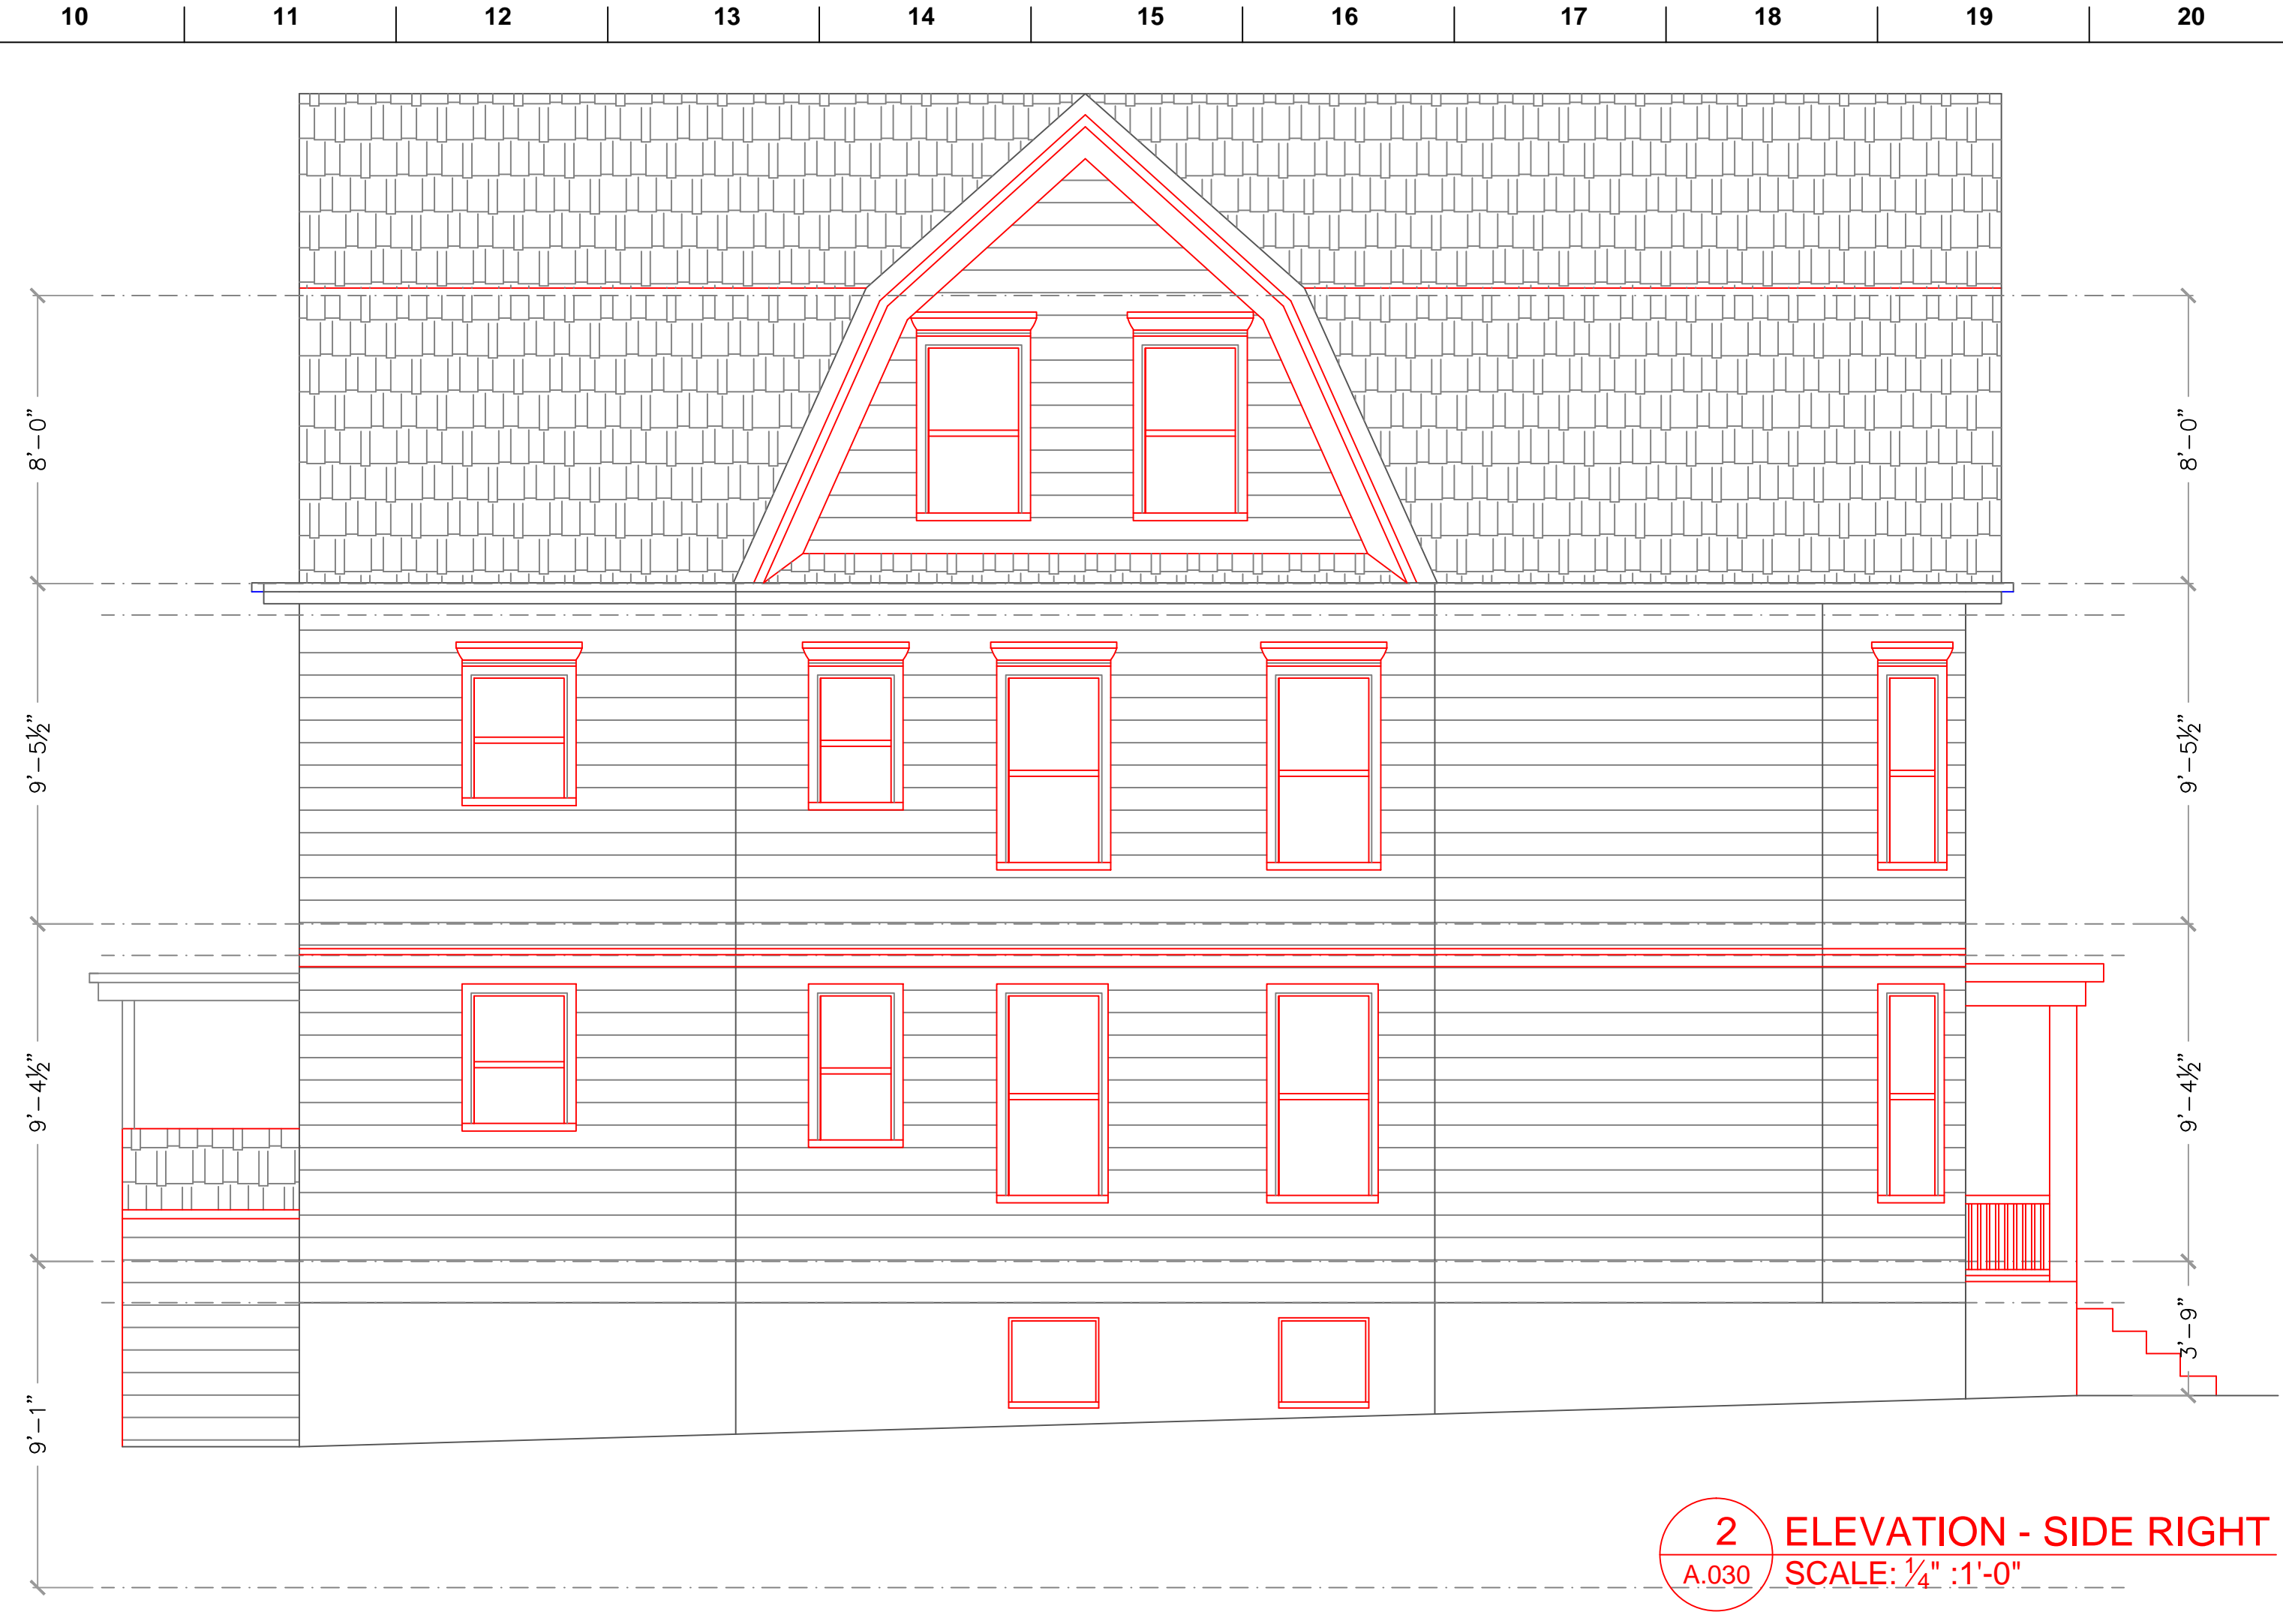 10 11 12 13 14 15 16 17 18 19 20
8'-0" 8'-0"
9'-5½" 9'-5½"
9'-4½" 9'-4½"
3'-9"
9'-1"
2 ELEVATION - SIDE RIGHT
A.030 SCALE: ¼" :1'-0"